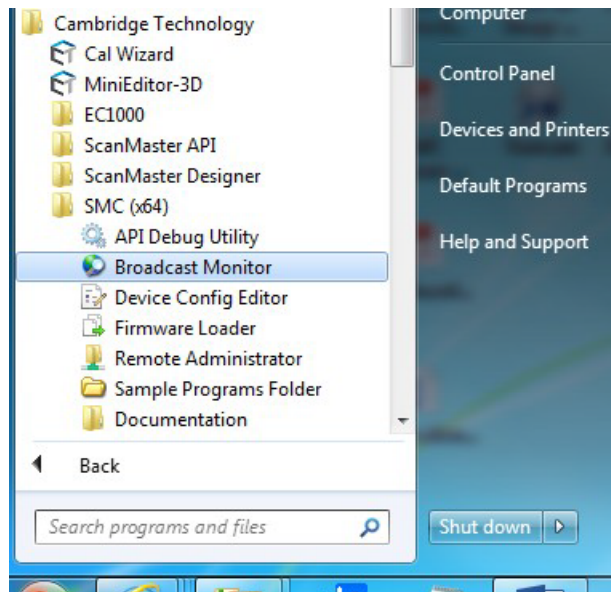 Cambridge Technology
Cal Wizard
MiniEditor-3D
EC1000
ScanMaster API
ScanMaster Designer
SMC (x64)
API Debug Utility
Broadcast Monitor
Device Config Editor
Firmware Loader
Remote Administrator
Sample Programs Folder
Documentation
Back
Search programs and files
Computer
Control Panel
Devices and Printers
Default Programs
Help and Support
Shut down